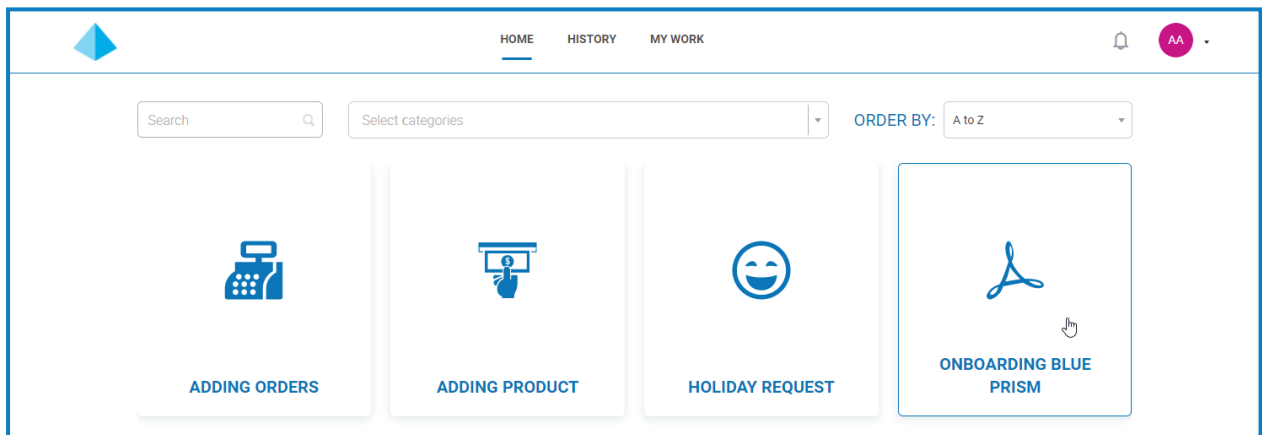 HOME HISTORY MY WORK
AA
Search
Select categories
ORDER BY: A to Z
$
ADDING ORDERS
ADDING PRODUCT
HOLIDAY REQUEST
ONBOARDING BLUE
PRISM